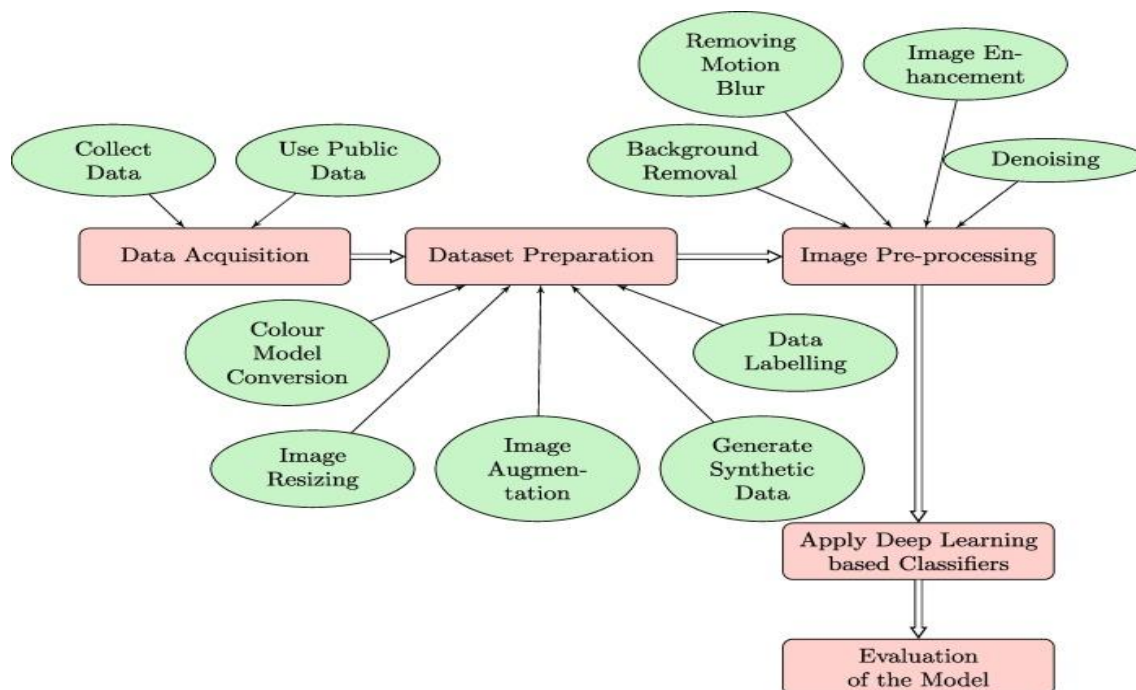 Removing
Motion
Blur
Image En-
hancement
Collect
Data
Use Public
Data
Background
Removal
Denoising
Data Acquisition
Dataset Preparation
Image Pre-processing
Colour
Model
Conversion
Data
Labelling
Image
Resizing
Image
Augmen-
tation
Generate
Synthetic
Data
Apply Deep Learning
based Classifiers
Evaluation
of the Model